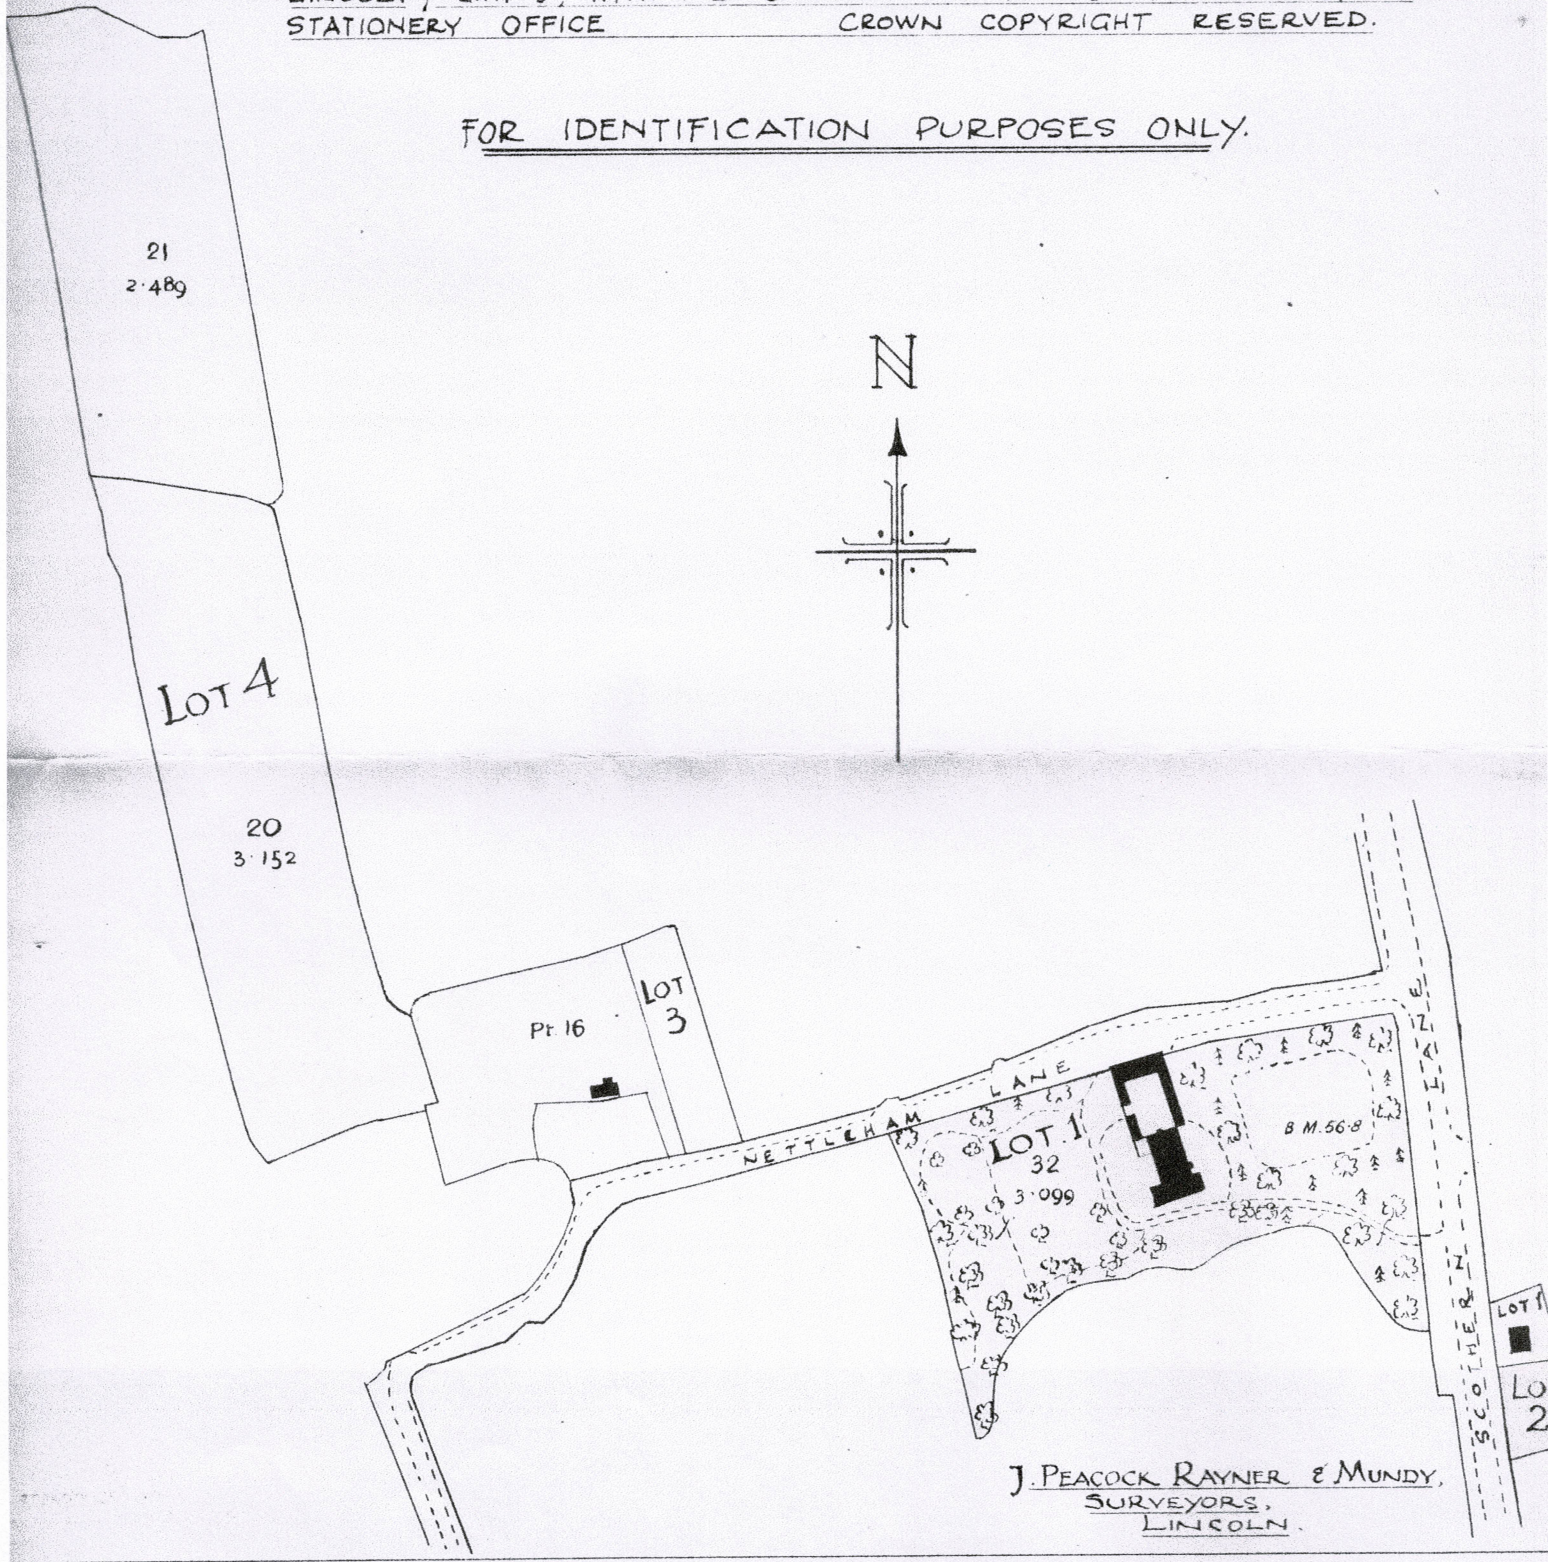 STATIONERY OFFICE CROWN COPYRIGHT RESERVED.
FOR IDENTIFICATION PURPOSES ONLY.
21
2·489
N
LOT 4
20
3·152
LOT
3
Pt. 16
NETTLEHAM LANE
LOT 1
32
3·099
B M. 56·8
SCOTHERN LANE
LOT 1
LO
2
J. PEACOCK RAYNER & MUNDY,
SURVEYORS,
LINCOLN.